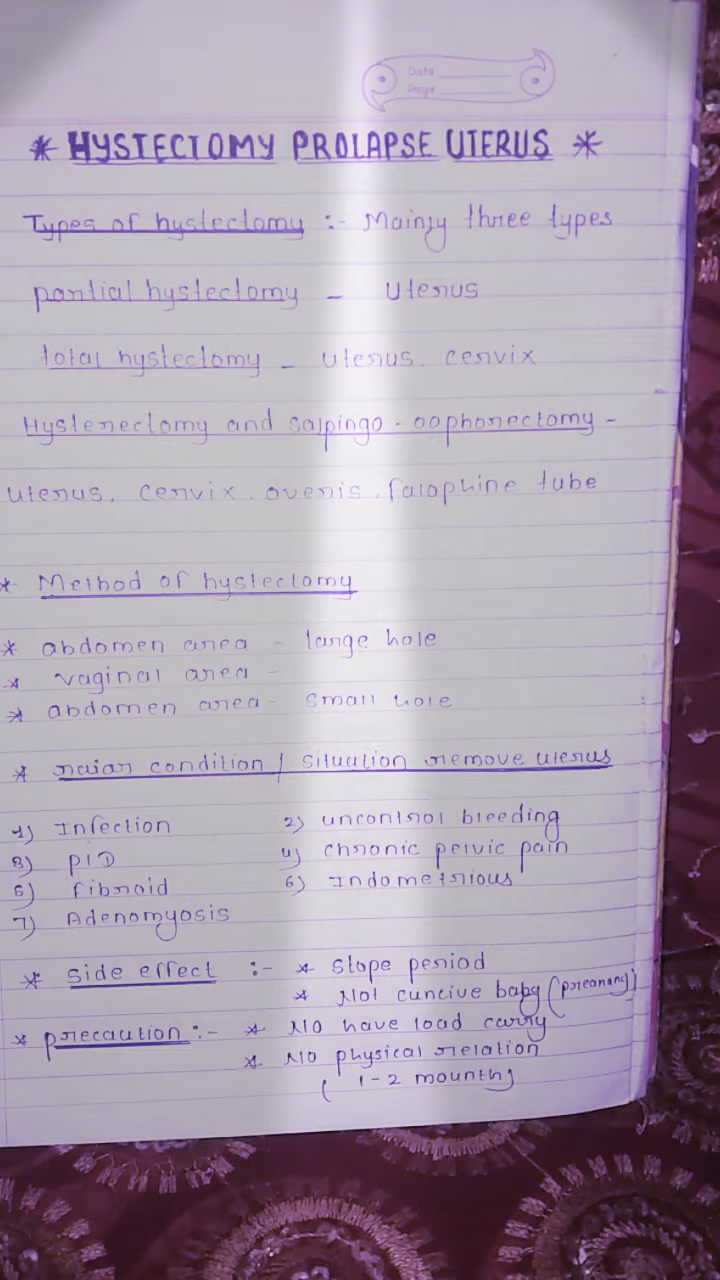 Date
Page
* HYSTECTOMY PROLAPSE UTERUS *
Types of hystectomy :- Mainsy three types
partial hystectomy - Uterus
total hystectomy - uterus. cervix
Hysterectomy and salpingo - oophorectomy -
uterus. cervix. overis. falophine tube
* Method of hystectomy
* abdomen area - large hole
* vaginal area -
* abdomen area - small hole
* condition / situation remove uterus
1) Infection 2) uncontrol bleeding
3) PID 4) chronic pelvic pain
5) fibroid 6) Indometrious
7) Adenomyosis
* side effect :- * Stope period
* Not cuncive baby (preanany)
* precaution :- * NO have load carry
* NO physical relation
( 1-2 mounth)